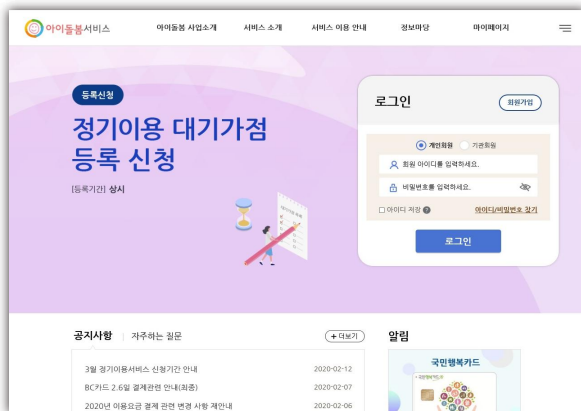 아이돌봄서비스
아이돌봄 사업소개 서비스 소개 서비스 이용 안내 정보마당 마이페이지
등록신청
정기이용 대기가점
등록 신청
[등록기간] 상시
로그인 회원가입
개인회원 기관회원
회원 아이디를 입력하세요.
비밀번호를 입력하세요.
아이디 저장 ? 아이디/비밀번호 찾기
로그인
공지사항 자주하는 질문 + 더보기
3월 정기이용서비스 신청기간 안내 2020-02-12
BC카드 2.6일 결제관련 안내(최종) 2020-02-07
2020년 이용요금 결제 관련 변경 사항 재안내 2020-02-06
알림
국민행복카드